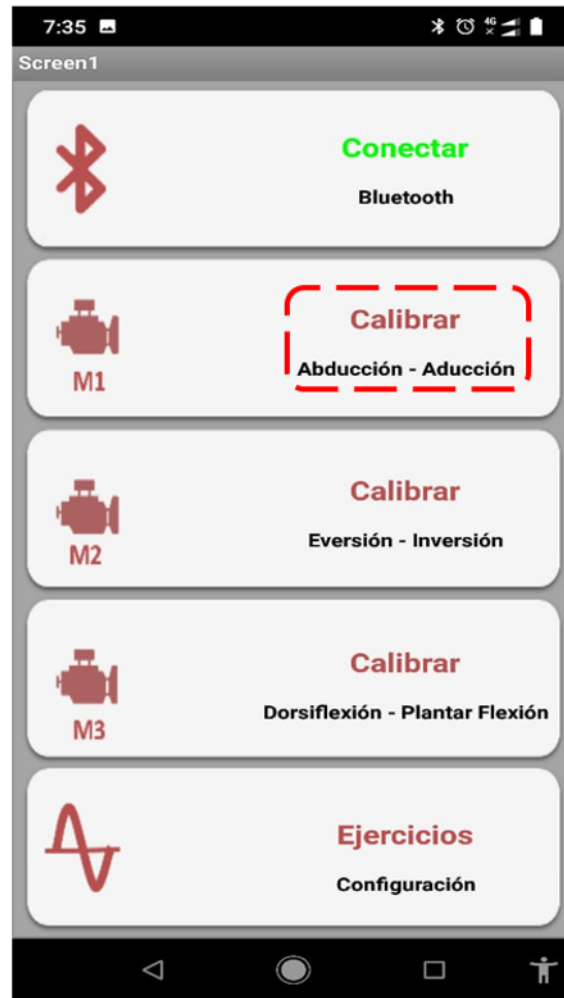 7:35
4G
Screen1
Conectar
Bluetooth
Calibrar
Abducción - Aducción
M1
Calibrar
Eversión - Inversión
M2
Calibrar
Dorsiflexión - Plantar Flexión
M3
Ejercicios
Configuración